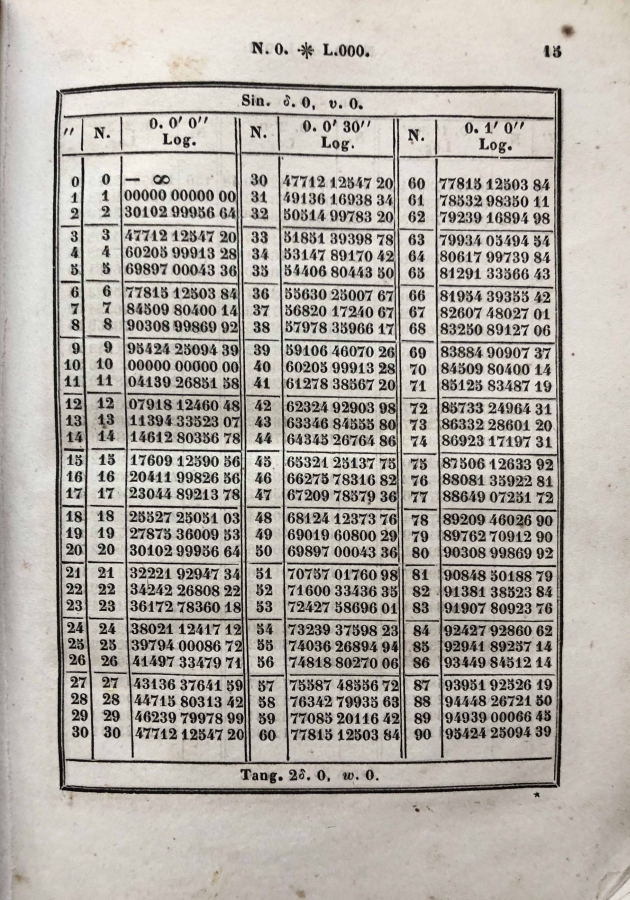 N. 0. ❋ L.000. 15
Sin. δ. 0, v. 0.
″ N. 0. 0′ 0″ Log. N. 0. 0′ 30″ Log. N. 0. 1′ 0″ Log.
0 0 — ∞ 30 47712 12547 20 60 77815 12503 84
1 1 00000 00000 00 31 49136 16938 34 61 78532 98350 11
2 2 30102 99956 64 32 50514 99783 20 62 79239 16894 98
3 3 47712 12547 20 33 51851 39398 78 63 79934 05494 54
4 4 60205 99913 28 34 53147 89170 42 64 80617 99739 84
5 5 69897 00043 36 35 54406 80443 50 65 81291 33566 43
6 6 77815 12503 84 36 55630 25007 67 66 81954 39355 42
7 7 84509 80400 14 37 56820 17240 67 67 82607 48027 01
8 8 90308 99869 92 38 57978 35966 17 68 83250 89127 06
9 9 95424 25094 39 39 59106 46070 26 69 83884 90907 37
10 10 00000 00000 00 40 60205 99913 28 70 84509 80400 14
11 11 04139 26851 58 41 61278 38567 20 71 85125 83487 19
12 12 07918 12460 48 42 62324 92903 98 72 85733 24964 31
13 13 11394 33523 07 43 63346 84555 80 73 86332 28601 20
14 14 14612 80356 78 44 64345 26764 86 74 86923 17197 31
15 15 17609 12590 56 45 65321 25137 75 75 87506 12633 92
16 16 20411 99826 56 46 66275 78316 82 76 88081 35922 81
17 17 23044 89213 78 47 67209 78579 36 77 88649 07251 72
18 18 25527 25051 03 48 68124 12373 76 78 89209 46026 90
19 19 27875 36009 53 49 69019 60800 29 79 89762 70912 90
20 20 30102 99956 64 50 69897 00043 36 80 90308 99869 92
21 21 32221 92947 34 51 70757 01760 98 81 90848 50188 79
22 22 34242 26808 22 52 71600 33436 35 82 91381 38523 84
23 23 36172 78360 18 53 72427 58696 01 83 91907 80923 76
24 24 38021 12417 12 54 73239 37598 23 84 92427 92860 62
25 25 39794 00086 72 55 74036 26894 94 85 92941 89257 14
26 26 41497 33479 71 56 74818 80270 06 86 93449 84512 14
27 27 43136 37641 59 57 75587 48556 72 87 93951 92526 19
28 28 44715 80313 42 58 76342 79935 63 88 94448 26721 50
29 29 46239 79978 99 59 77085 20116 42 89 94939 00066 45
30 30 47712 12547 20 60 77815 12503 84 90 95424 25094 39
Tang. 2δ. 0, w. 0.
*